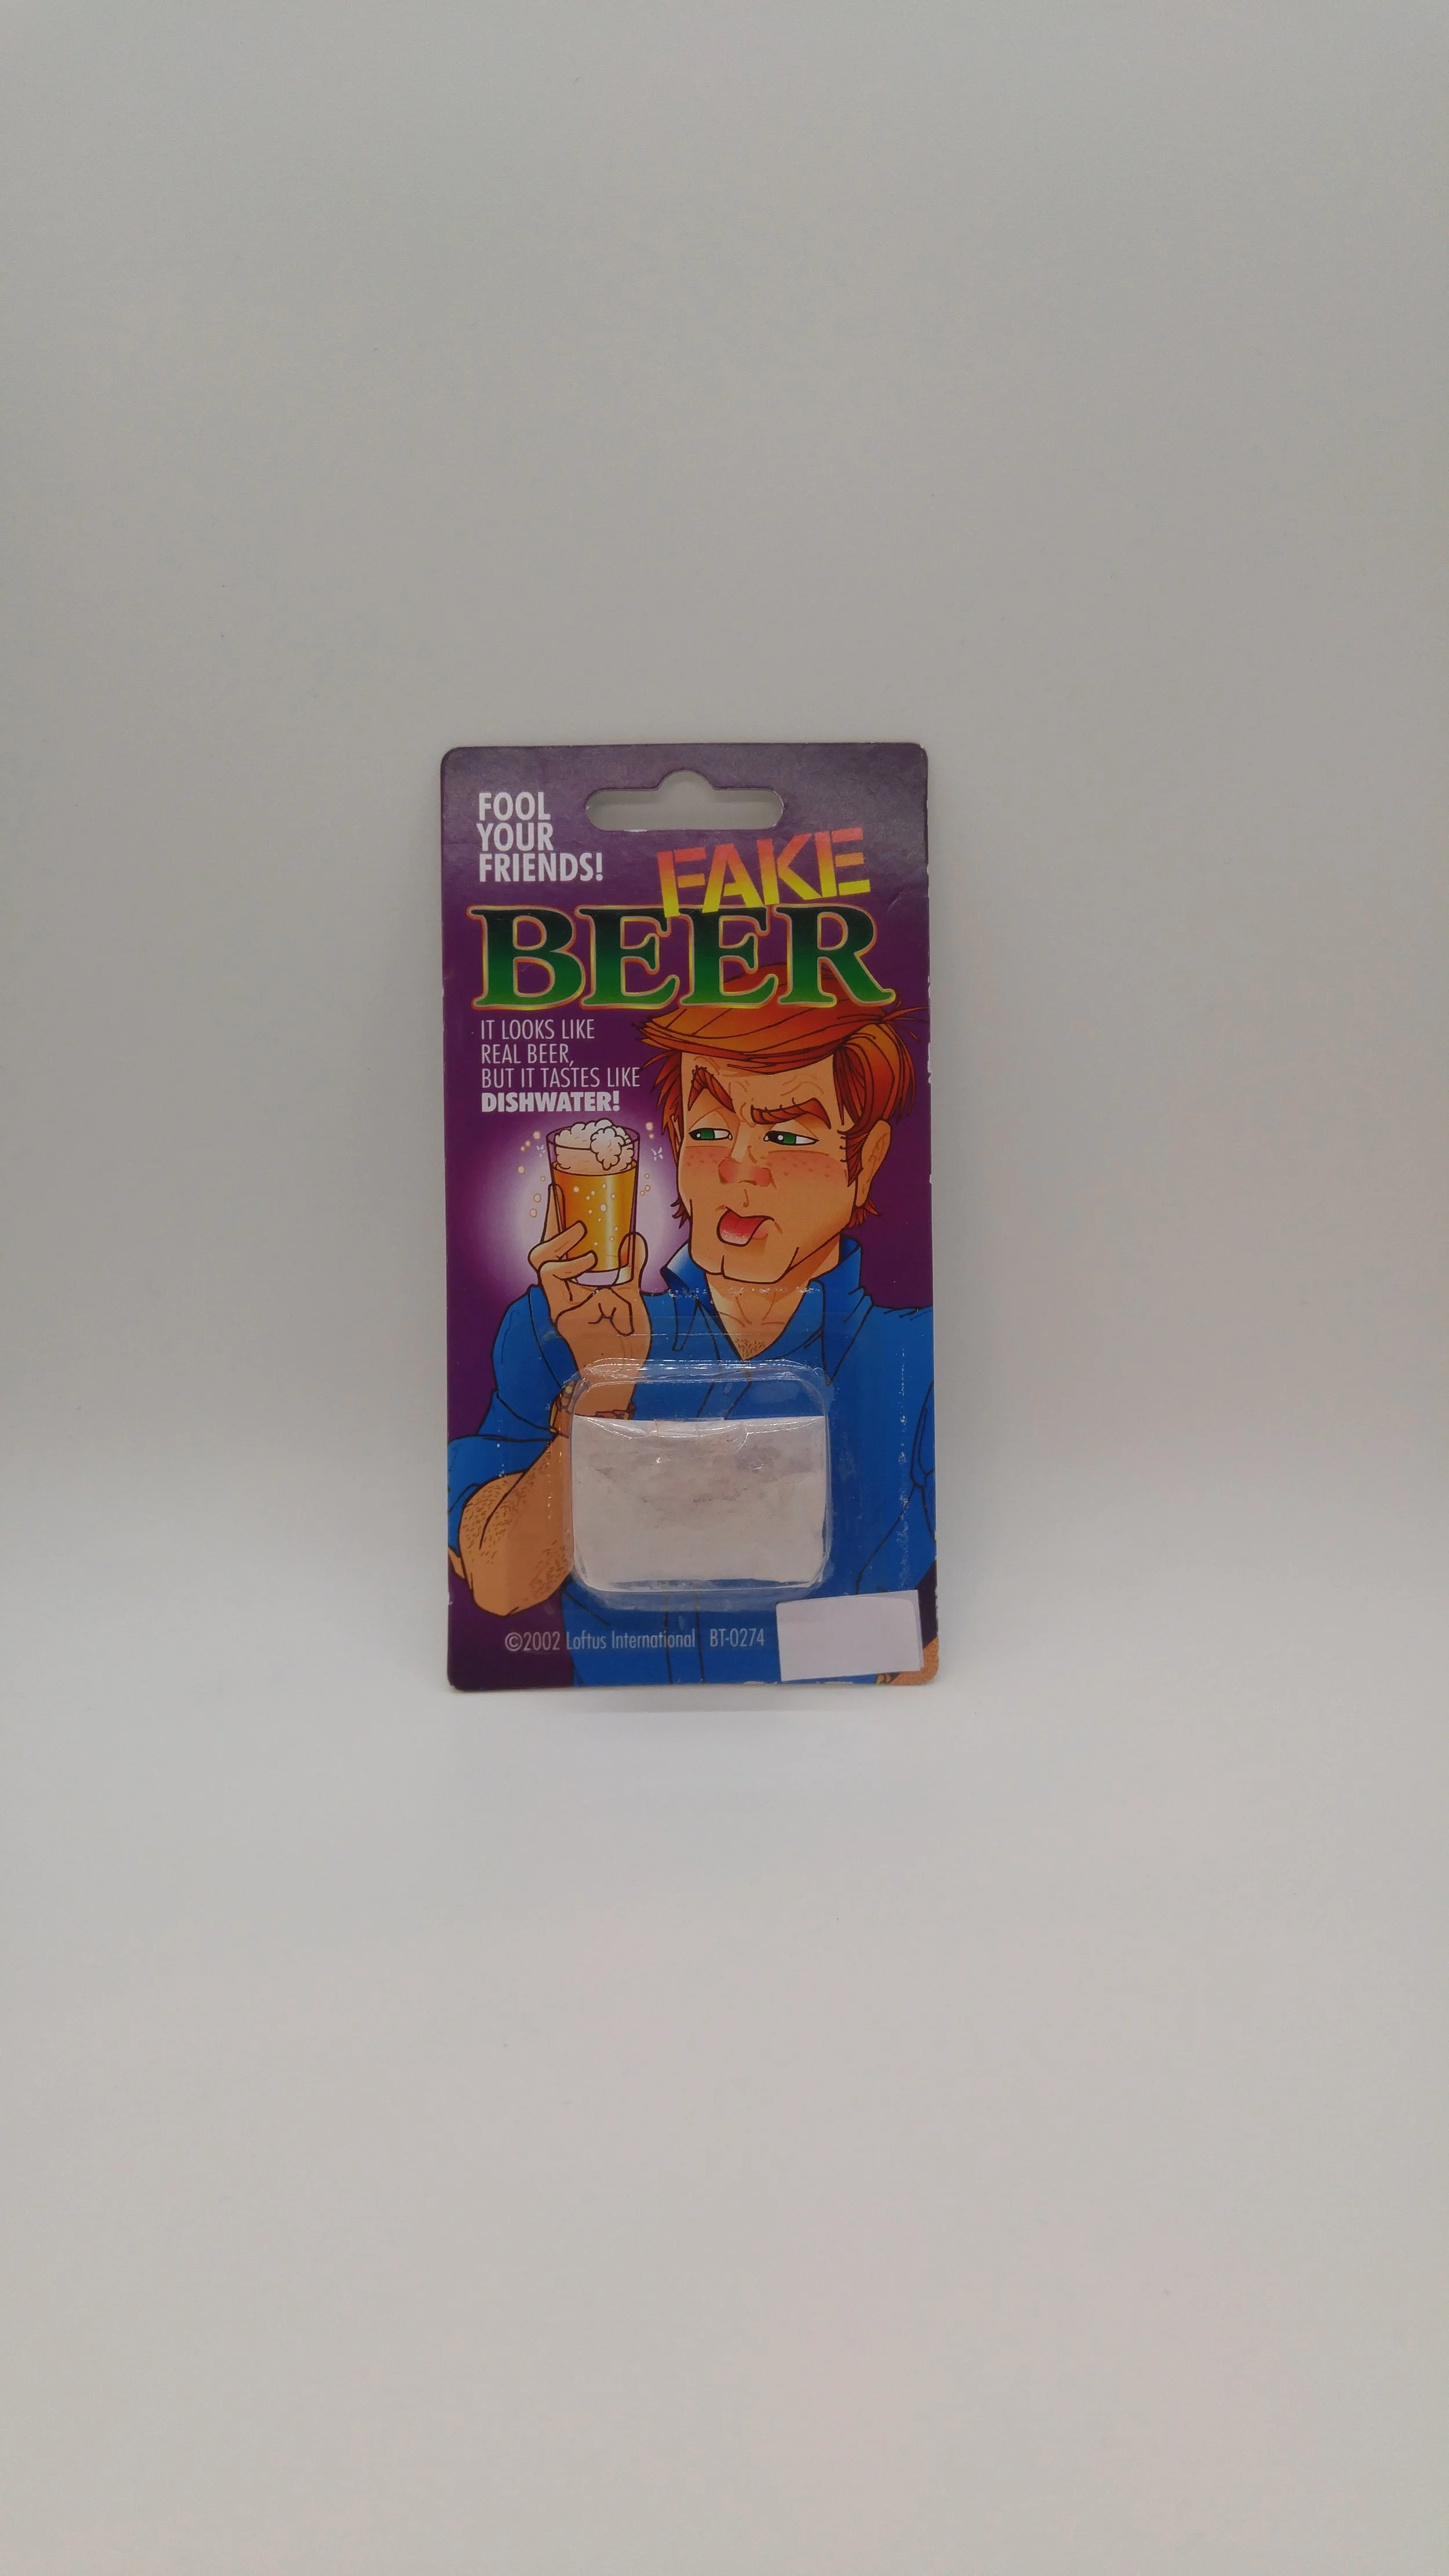 FOOL
YOUR
FRIENDS!
FAKE
BEER
IT LOOKS LIKE
REAL BEER,
BUT IT TASTES LIKE
DISHWATER!
©2002 Loftus International BT-0274